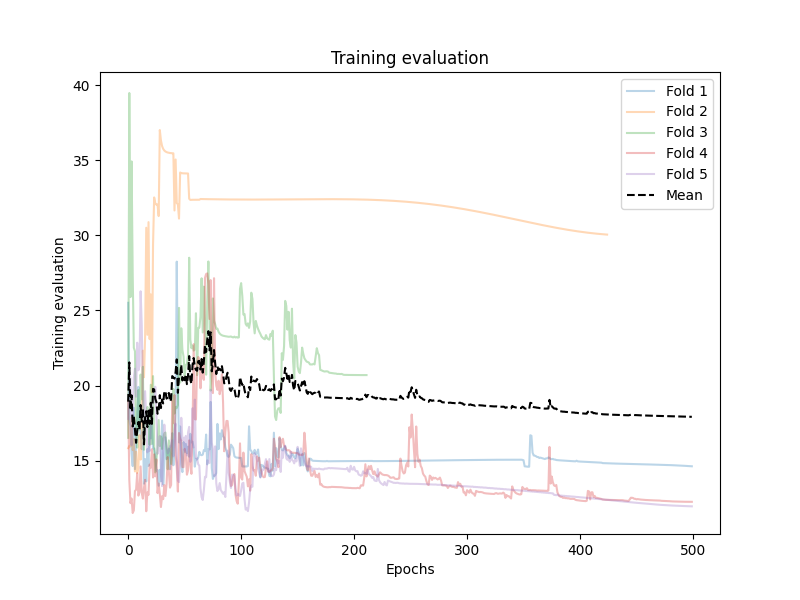 Training evaluation
Training evaluation
40
35
30
25
20
15
0
100
200
300
400
500
Epochs
Fold 1
Fold 2
Fold 3
Fold 4
Fold 5
Mean